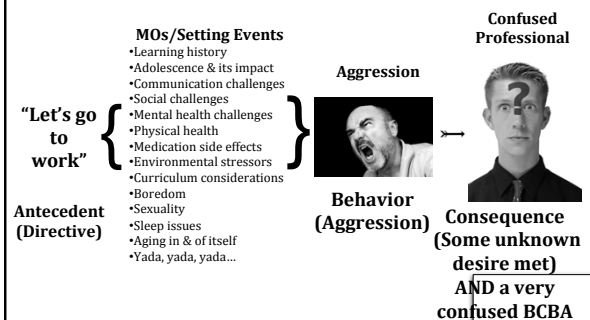 “Let’s go
to
work”
Antecedent
(Directive)
{
MOs/Setting Events
•Learning history
•Adolescence & its impact
•Communication challenges
•Social challenges
•Mental health challenges
•Physical health
•Medication side effects
•Environmental stressors
•Curriculum considerations
•Boredom
•Sexuality
•Sleep issues
•Aging in & of itself
•Yada, yada, yada…
}
Aggression
Behavior
(Aggression)
Confused
Professional
?
Consequence
(Some unknown
desire met)
AND a very
confused BCBA